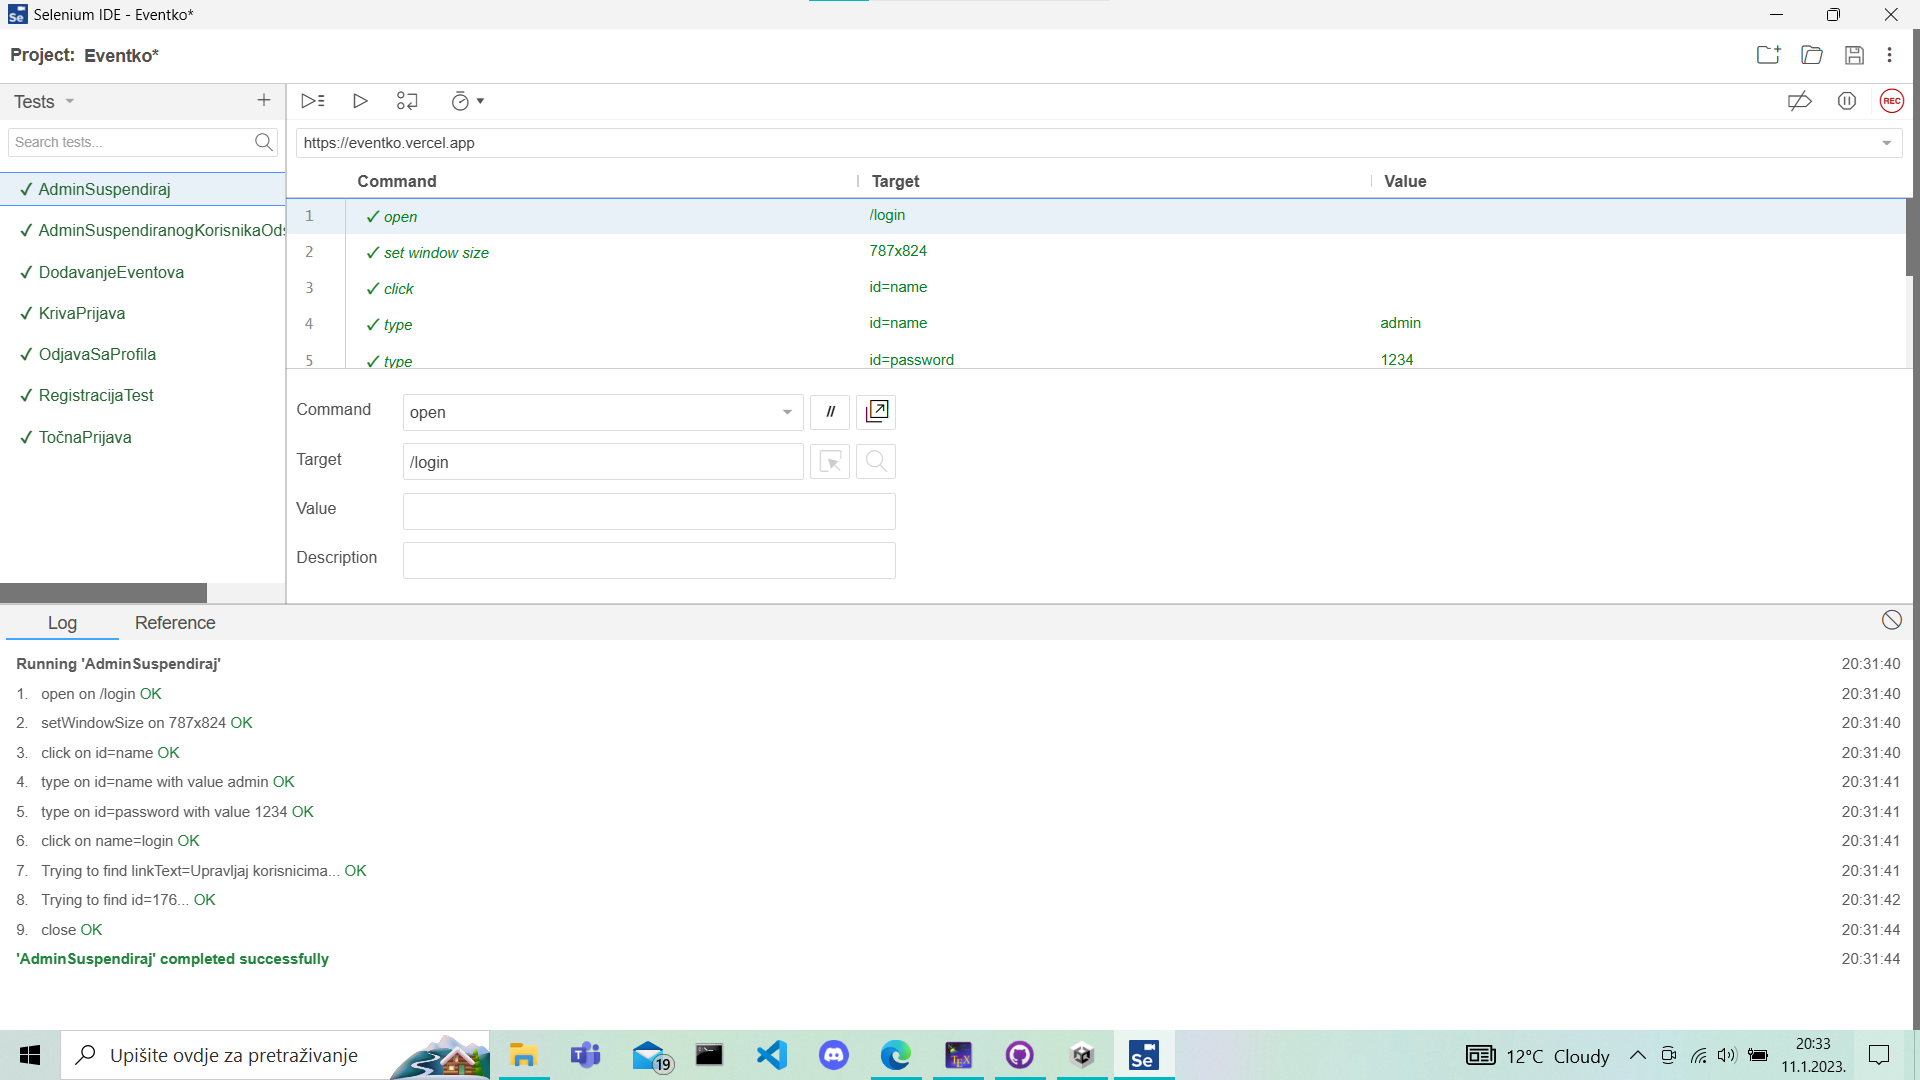 Selenium IDE - Eventko*
Project: Eventko*
Tests
Search tests...
✓ AdminSuspendiraj
✓ AdminSuspendiranogKorisnikaOds
✓ DodavanjeEventova
✓ KrivaPrijava
✓ OdjavaSaProfila
✓ RegistracijaTest
✓ TočnaPrijava
REC
https://eventko.vercel.app
Command Target Value
1 ✓ open /login
2 ✓ set window size 787x824
3 ✓ click id=name
4 ✓ type id=name admin
5 ✓ type id=password 1234
Command open //
Target /login
Value
Description
Log Reference
Running 'AdminSuspendiraj' 20:31:40
1. open on /login OK 20:31:40
2. setWindowSize on 787x824 OK 20:31:40
3. click on id=name OK 20:31:40
4. type on id=name with value admin OK 20:31:41
5. type on id=password with value 1234 OK 20:31:41
6. click on name=login OK 20:31:41
7. Trying to find linkText=Upravljaj korisnicima... OK 20:31:41
8. Trying to find id=176... OK 20:31:42
9. close OK 20:31:44
'AdminSuspendiraj' completed successfully 20:31:44
Upišite ovdje za pretraživanje
19
TEX
Se
12°C Cloudy
20:33
11.1.2023.